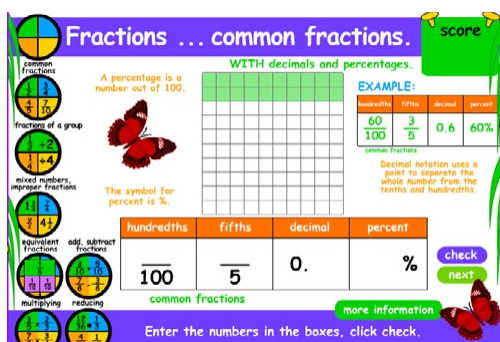 Fractions ... common fractions.
score
common
fractions
WITH decimals and percentages.
A percentage is a
number out of 100.
EXAMPLE:
hundredths fifths decimal percent
60
100
3
5
0.6
60%
common fractions
fractions of a group
Decimal notation uses a
point to separate the
whole number from the
tenths and hundredths.
mixed numbers,
improper fractions
The symbol for
percent is %.
hundredths fifths decimal percent
100
5
0.
%
common fractions
equivalent
fractions
add, subtract
fractions
check
next
multiplying
reducing
more information
Enter the numbers in the boxes, click check.